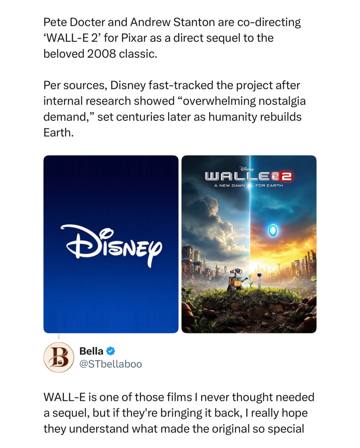 Pete Docter and Andrew Stanton are co-directing
‘WALL-E 2’ for Pixar as a direct sequel to the
beloved 2008 classic.
Per sources, Disney fast-tracked the project after
internal research showed “overwhelming nostalgia
demand,” set centuries later as humanity rebuilds
Earth.
Disney
Disney
WALL·E 2
A NEW DAWN FOR EARTH
B
Bella
@STbellaboo
WALL-E is one of those films I never thought needed
a sequel, but if they're bringing it back, I really hope
they understand what made the original so special